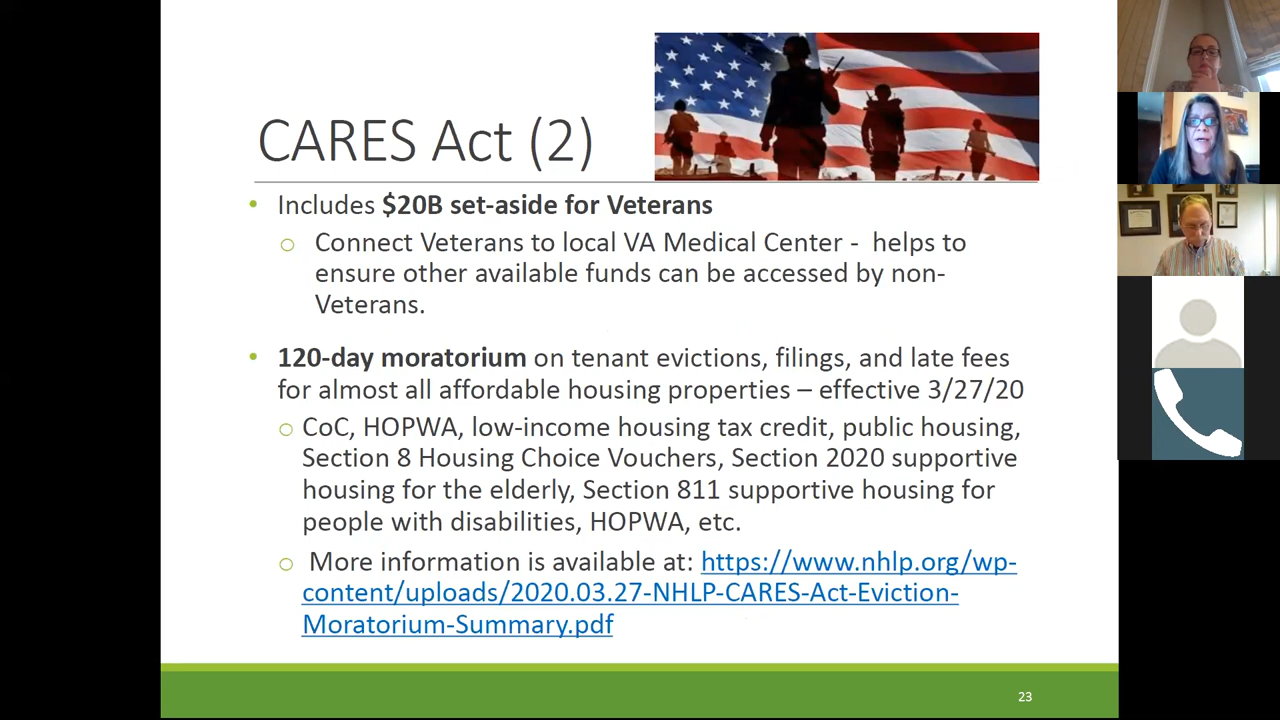 CARES Act (2)
• Includes $20B set-aside for Veterans
o Connect Veterans to local VA Medical Center - helps to
ensure other available funds can be accessed by non-
Veterans.
• 120-day moratorium on tenant evictions, filings, and late fees
for almost all affordable housing properties – effective 3/27/20
o CoC, HOPWA, low-income housing tax credit, public housing,
Section 8 Housing Choice Vouchers, Section 2020 supportive
housing for the elderly, Section 811 supportive housing for
people with disabilities, HOPWA, etc.
o More information is available at: https://www.nhlp.org/wp-
content/uploads/2020.03.27-NHLP-CARES-Act-Eviction-
Moratorium-Summary.pdf
23